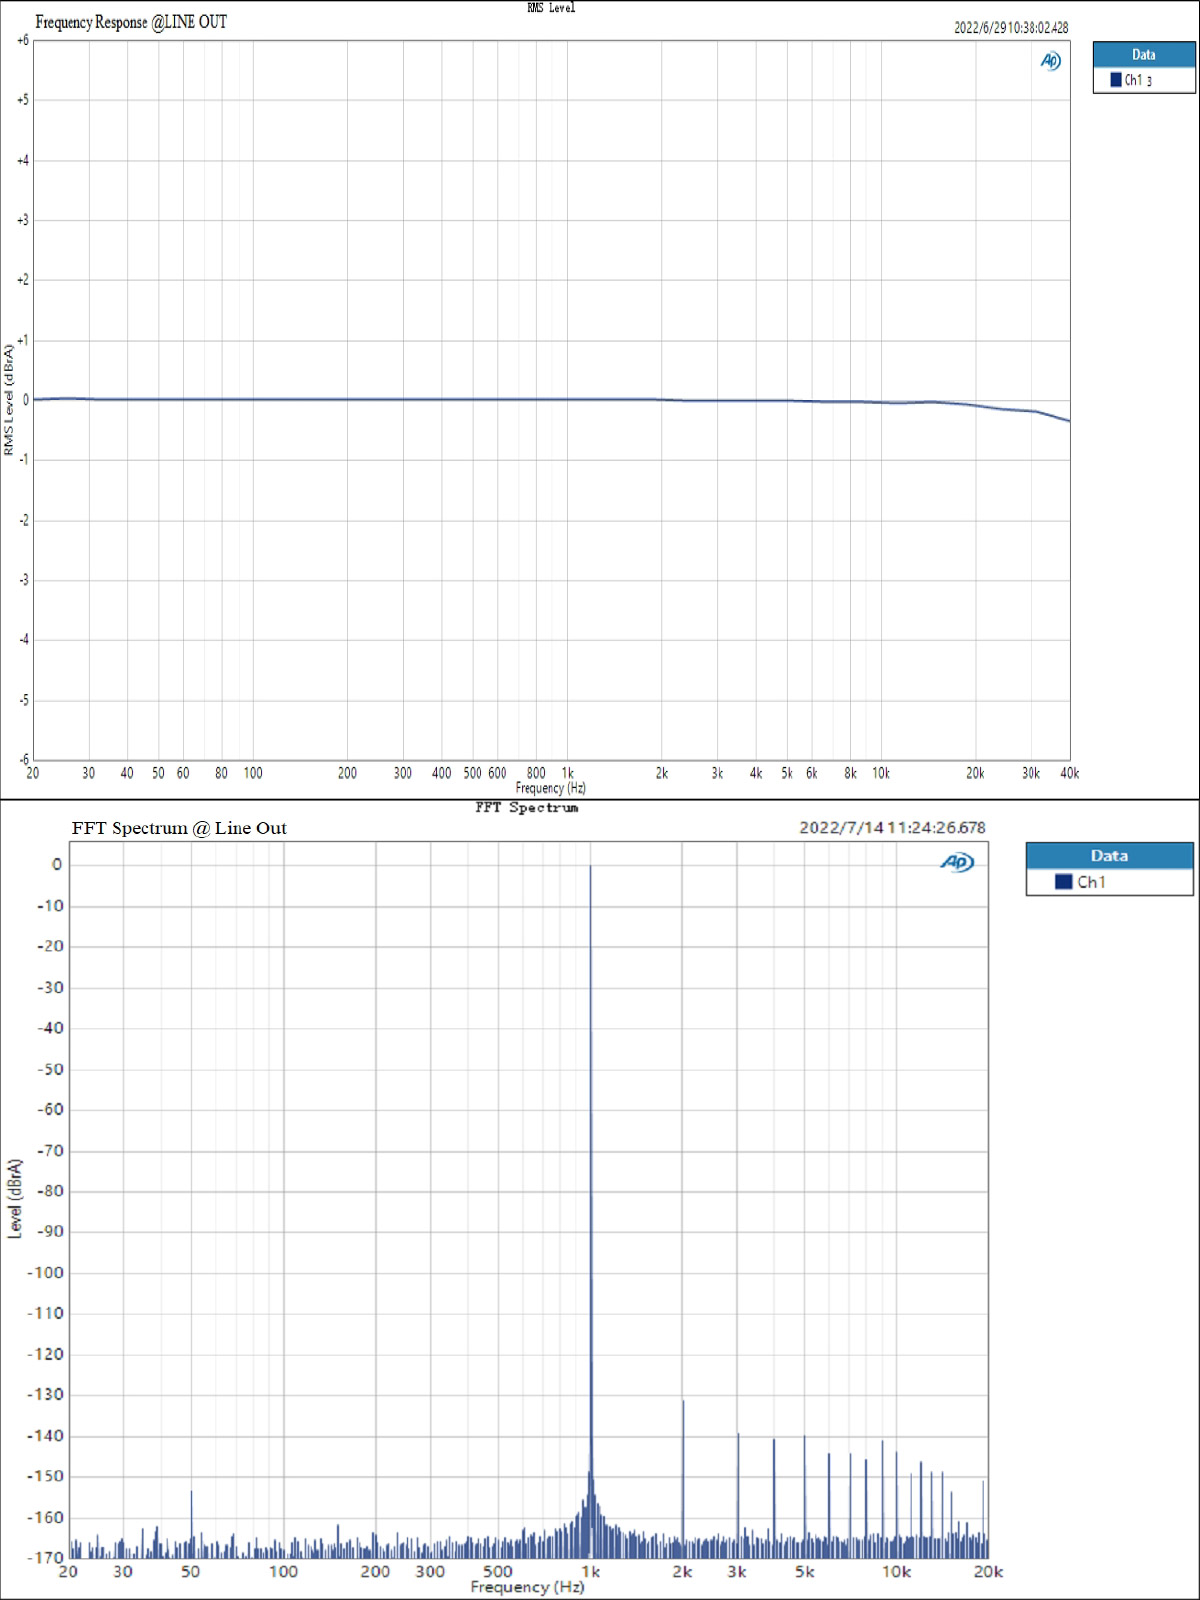 RMS Level
Frequency Response @LINE OUT
2022/6/29 10:38:02.428
Data
Ch1 3
AP
+6
+5
+4
+3
+2
+1
0
-1
-2
-3
-4
-5
-6
RMS Level (dBrA)
20 30 40 50 60 80 100 200 300 400 500 600 800 1k 2k 3k 4k 5k 6k 8k 10k 20k 30k 40k
Frequency (Hz)
FFT Spectrum
FFT Spectrum @ Line Out
2022/7/14 11:24:26.678
Data
Ch1
AP
0
-10
-20
-30
-40
-50
-60
-70
-80
-90
-100
-110
-120
-130
-140
-150
-160
-170
Level (dBrA)
20 30 50 100 200 300 500 1k 2k 3k 5k 10k 20k
Frequency (Hz)